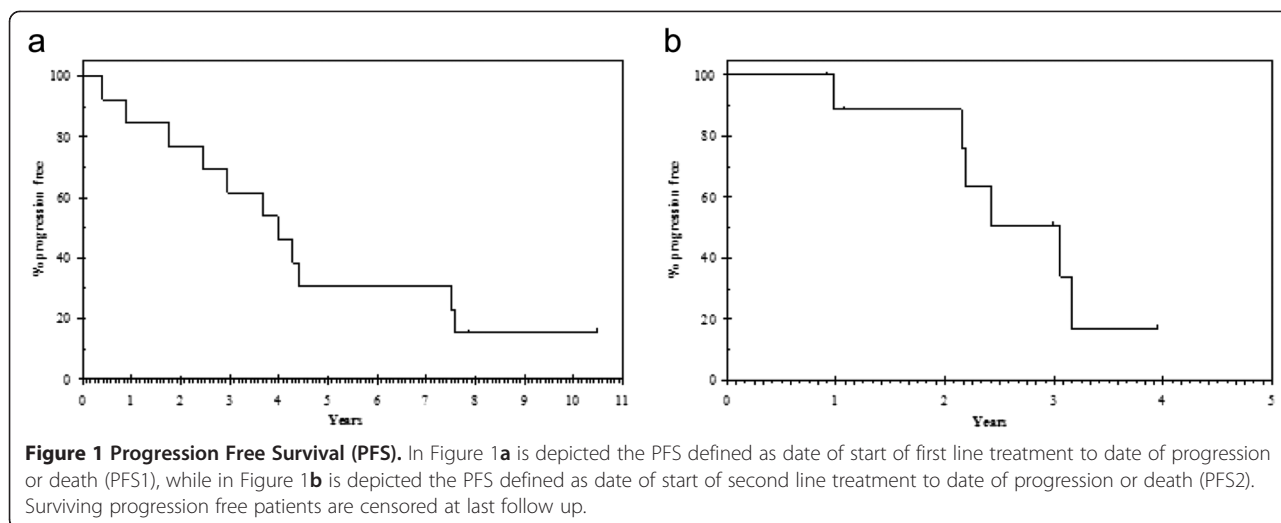 a
b
100
80
60
40
20
0
% progression free
0 1 2 3 4 5 6 7 8 9 10 11
Years
100
80
60
40
20
0
% progression free
0 1 2 3 4 5
Years
Figure 1 Progression Free Survival (PFS). In Figure 1a is depicted the PFS defined as date of start of first line treatment to date of progression
or death (PFS1), while in Figure 1b is depicted the PFS defined as date of start of second line treatment to date of progression or death (PFS2).
Surviving progression free patients are censored at last follow up.